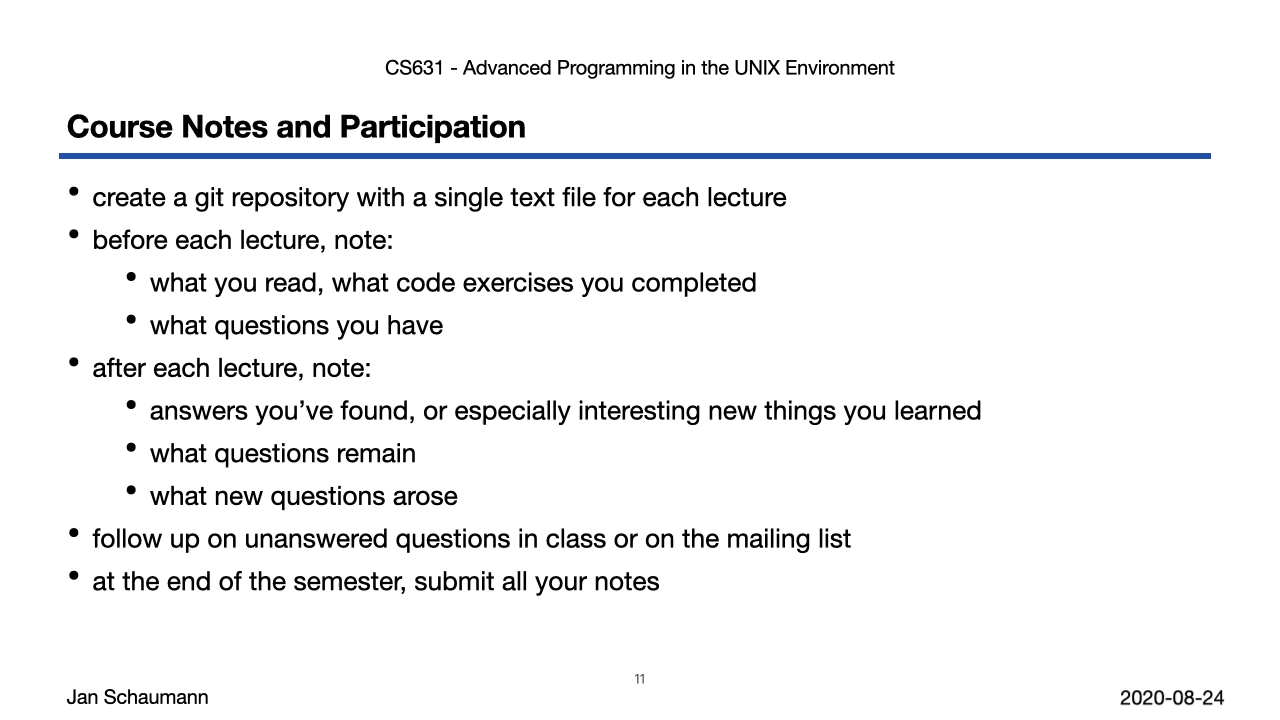 CS631 - Advanced Programming in the UNIX Environment
Course Notes and Participation
• create a git repository with a single text file for each lecture
• before each lecture, note:
• what you read, what code exercises you completed
• what questions you have
• after each lecture, note:
• answers you’ve found, or especially interesting new things you learned
• what questions remain
• what new questions arose
• follow up on unanswered questions in class or on the mailing list
• at the end of the semester, submit all your notes
11
Jan Schaumann
2020-08-24